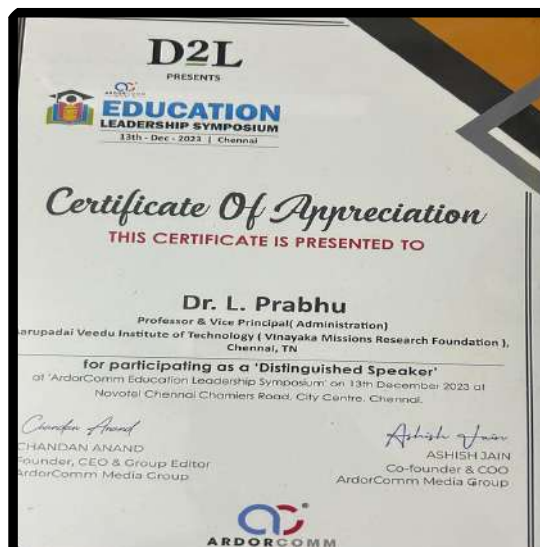 D2L
PRESENTS
ARDORCOMM
EDUCATION
LEADERSHIP SYMPOSIUM
13th - Dec - 2023 | Chennai
Certificate Of Appreciation
THIS CERTIFICATE IS PRESENTED TO
Dr. L. Prabhu
Professor & Vice Principal( Administration)
arupadai Veedu Institute of Technology ( Vinayaka Missions Research Foundation ),
Chennai, TN
for participating as a 'Distinguished Speaker'
at 'ArdorComm Education Leadership Symposium' on 13th December 2023 at
Novotel Chennai Chamiers Road, City Centre, Chennai.
Chandan Anand
Ashish Jain
CHANDAN ANAND
ASHISH JAIN
Founder, CEO & Group Editor
Co-founder & COO
ArdorComm Media Group
ArdorComm Media Group
ARDORCOMM